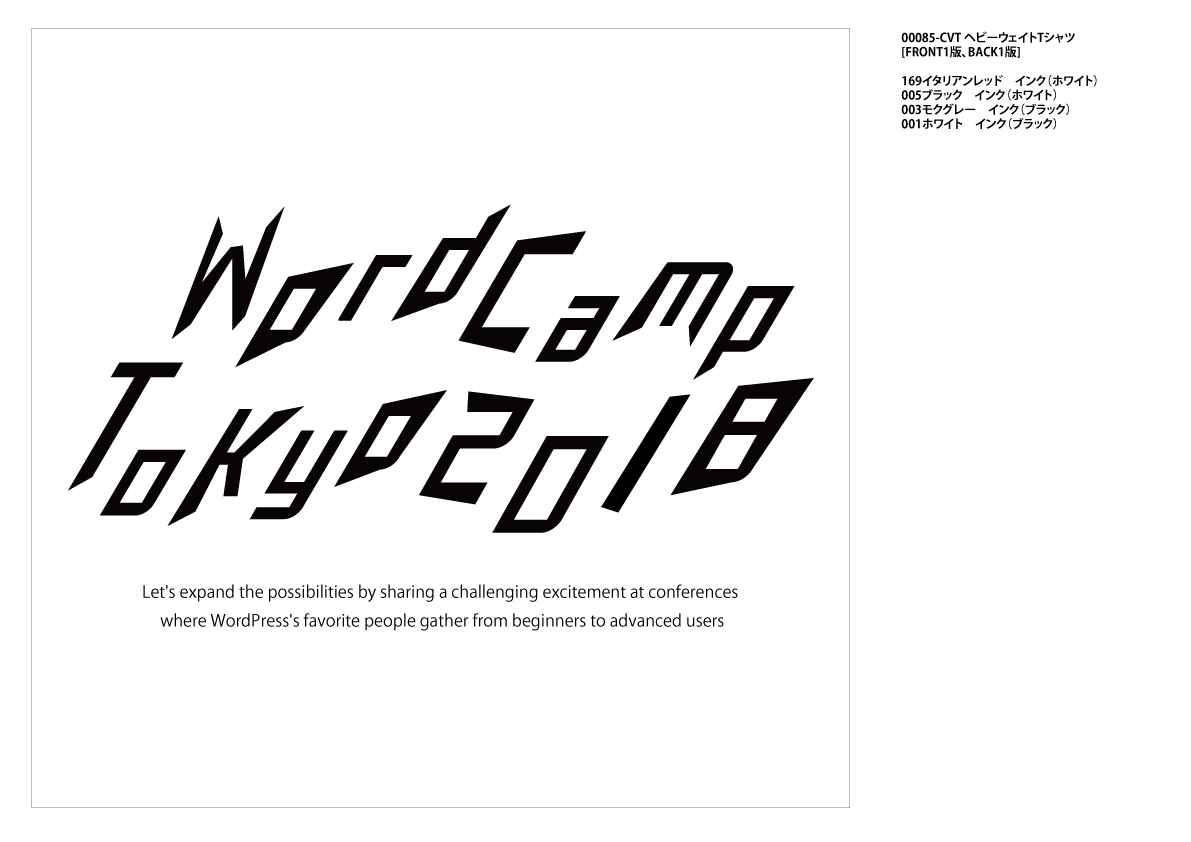 WordCamp
Tokyo2018
Let's expand the possibilities by sharing a challenging excitement at conferences
where WordPress's favorite people gather from beginners to advanced users
00085-CVT ヘビーウェイトTシャツ
[FRONT1版、BACK1版]
169イタリアンレッド　インク（ホワイト）
005ブラック　インク（ホワイト）
003モクグレー　インク（ブラック）
001ホワイト　インク（ブラック）